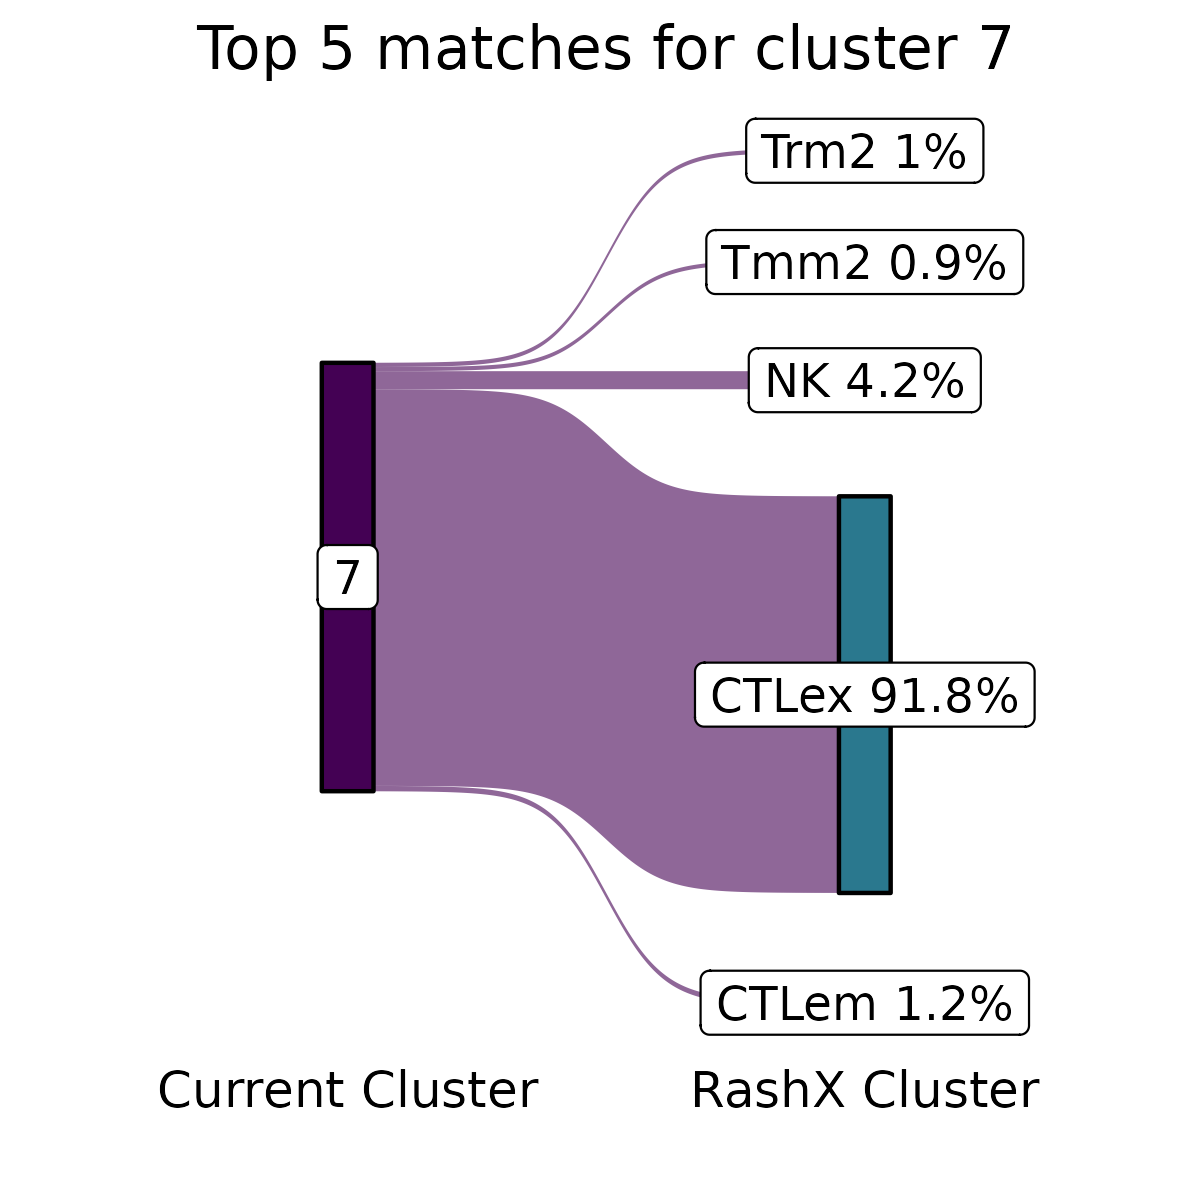 Top 5 matches for cluster 7
Trm2 1%
Tmm2 0.9%
NK 4.2%
7
CTLex 91.8%
CTLem 1.2%
Current Cluster
RashX Cluster